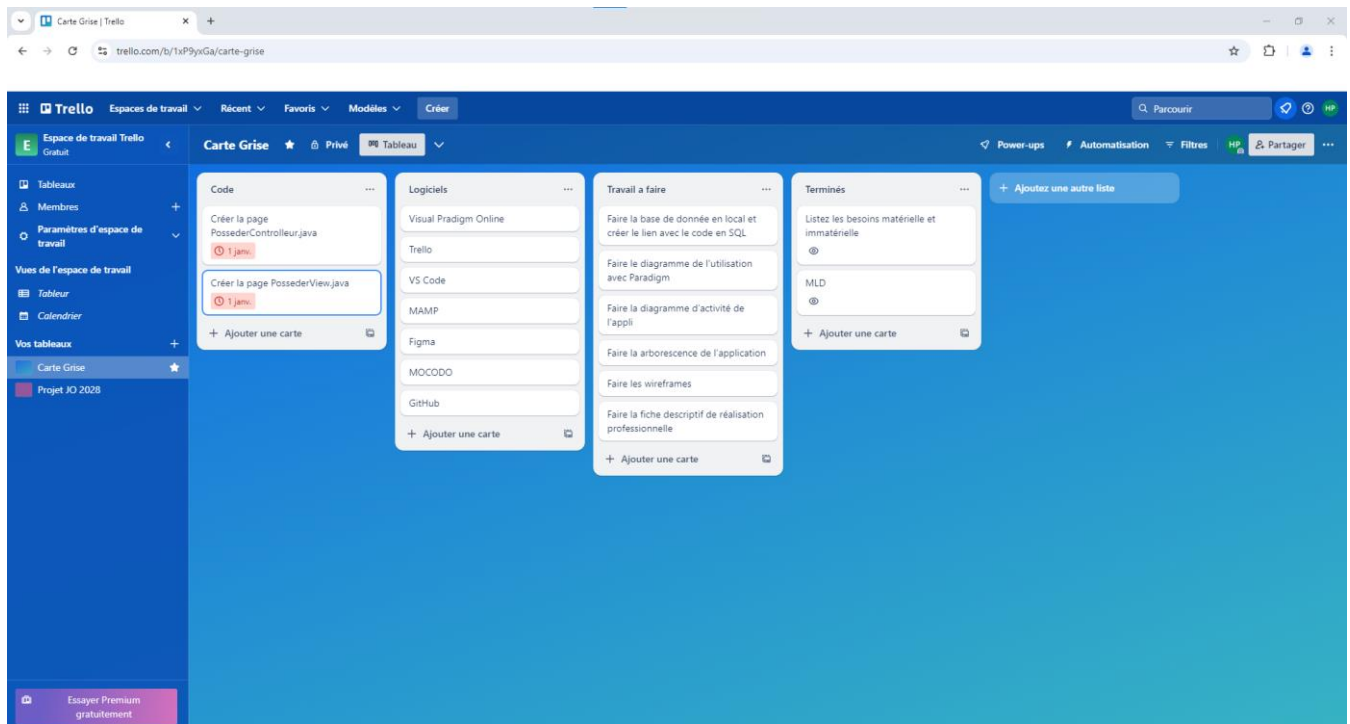 Carte Grise | Trello
trello.com/b/1xP9yxGa/carte-grise
Trello Espaces de travail Récent Favoris Modèles Créer Parcourir HP
E Espace de travail Trello
Gratuit
Carte Grise Privé Tableau Power-ups Automatisation Filtres HP Partager
Tableaux
Membres
Paramètres d'espace de
travail
Vues de l'espace de travail
Tableur
Calendrier
Vos tableaux
Carte Grise
Projet JO 2028
Essayer Premium
gratuitement
Code
Créer la page
PossederControlleur.java
1 janv.
Créer la page PossederView.java
1 janv.
+ Ajouter une carte
Logiciels
Visual Pradigm Online
Trello
VS Code
MAMP
Figma
MOCODO
GitHub
+ Ajouter une carte
Travail a faire
Faire la base de donnée en local et
créer le lien avec le code en SQL
Faire le diagramme de l'utilisation
avec Paradigm
Faire la diagramme d'activité de
l'appli
Faire la arborescence de l'application
Faire les wireframes
Faire la fiche descriptif de réalisation
professionnelle
+ Ajouter une carte
Terminés
Listez les besoins matérielle et
immatérielle
MLD
+ Ajouter une carte
+ Ajoutez une autre liste